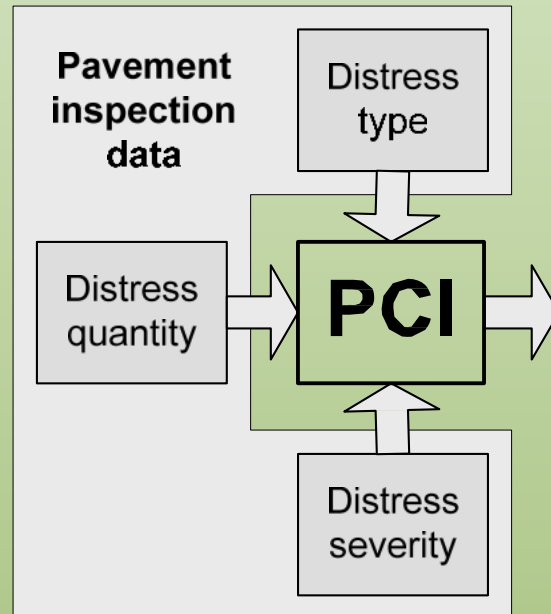 Pavement
inspection
data
Distress
type
Distress
quantity
PCI
Distress
severity